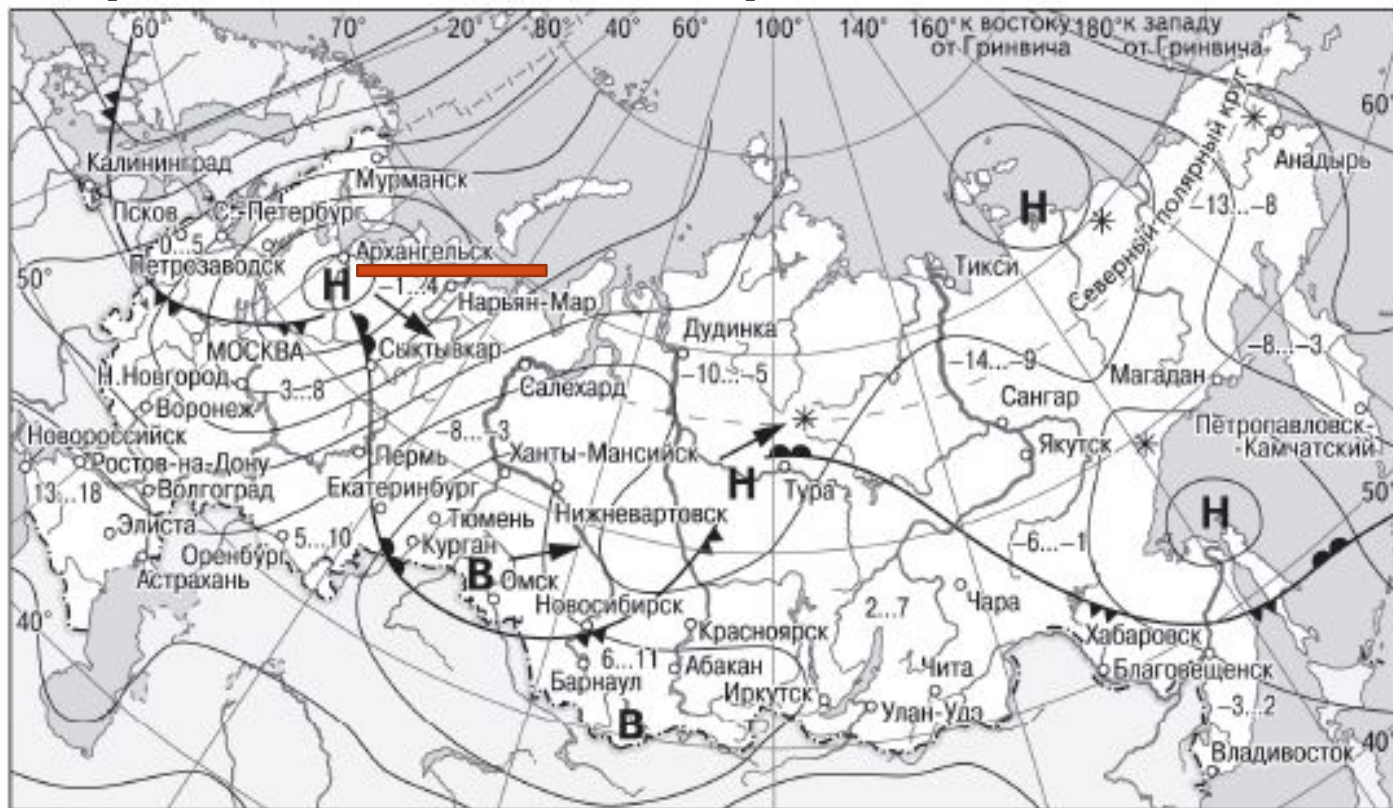 60° 70° 20° 80° 40° 60° 100° 140° 160° к востоку 180° к западу
от Гринвича от Гринвича
60°
Северный полярный круг
Анадырь
Калининград
Мурманск
-13...-8
Псков С.-Петербург
Н
-0...5
Архангельск
Петрозаводск
Тикси
50°
Н -1...4
Нарьян-Мар
Дудинка
МОСКВА
Сыктывкар
-14...-9
-8...-3
Н.Новгород
Салехард
-10...-5
Магадан
3...8
Сангар
Воронеж
Петропавловск-
-Камчатский
Новороссийск
-8...-3
Ханты-Мансийск
Якутск
Ростов-на-Дону
Пермь
Н
Тура
50°
13...18
Волгоград
Екатеринбург
Н
Элиста
Тюмень
Нижневартовск
5...10
Курган
-6...-1
Оренбург
Астрахань
В
Омск
Чара
40°
Новосибирск
2...7
Красноярск
Хабаровск
6...11
Абакан
Чита
Благовещенск
Барнаул
Иркутск
Улан-Удэ
В
-3...2
Владивосток
40°